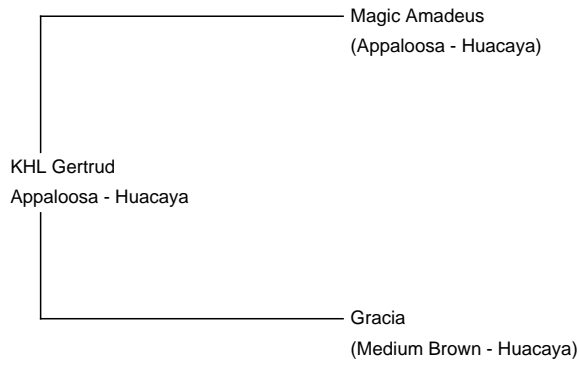 Magic Amadeus
(Appaloosa - Huacaya)
KHL Gertrud
Appaloosa - Huacaya
Gracia
(Medium Brown - Huacaya)